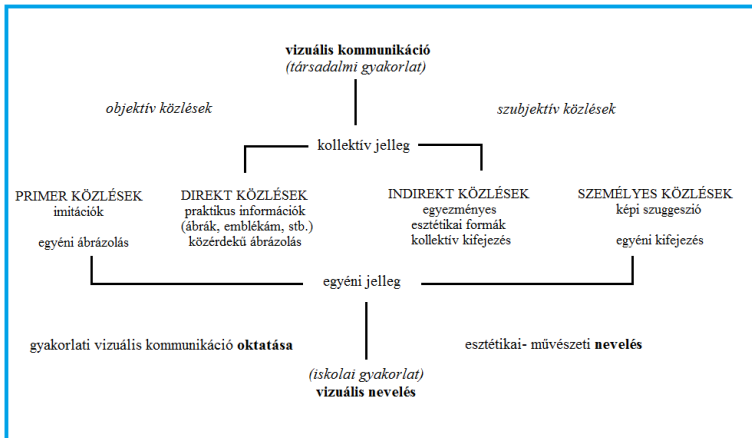 vizuális kommunikáció
(társadalmi gyakorlat)
objektív közlések
szubjektív közlések
kollektív jelleg
PRIMER KÖZLÉSEK
imitációk
egyéni ábrázolás
DIREKT KÖZLÉSEK
praktikus információk
(ábrák, emblékám, stb.)
közérdekű ábrázolás
INDIREKT KÖZLÉSEK
egyezményes
esztétikai formák
kollektív kifejezés
SZEMÉLYES KÖZLÉSEK
képi szuggeszió
egyéni kifejezés
egyéni jelleg
gyakorlati vizuális kommunikáció oktatása
esztétikai- művészeti nevelés
(iskolai gyakorlat)
vizuális nevelés